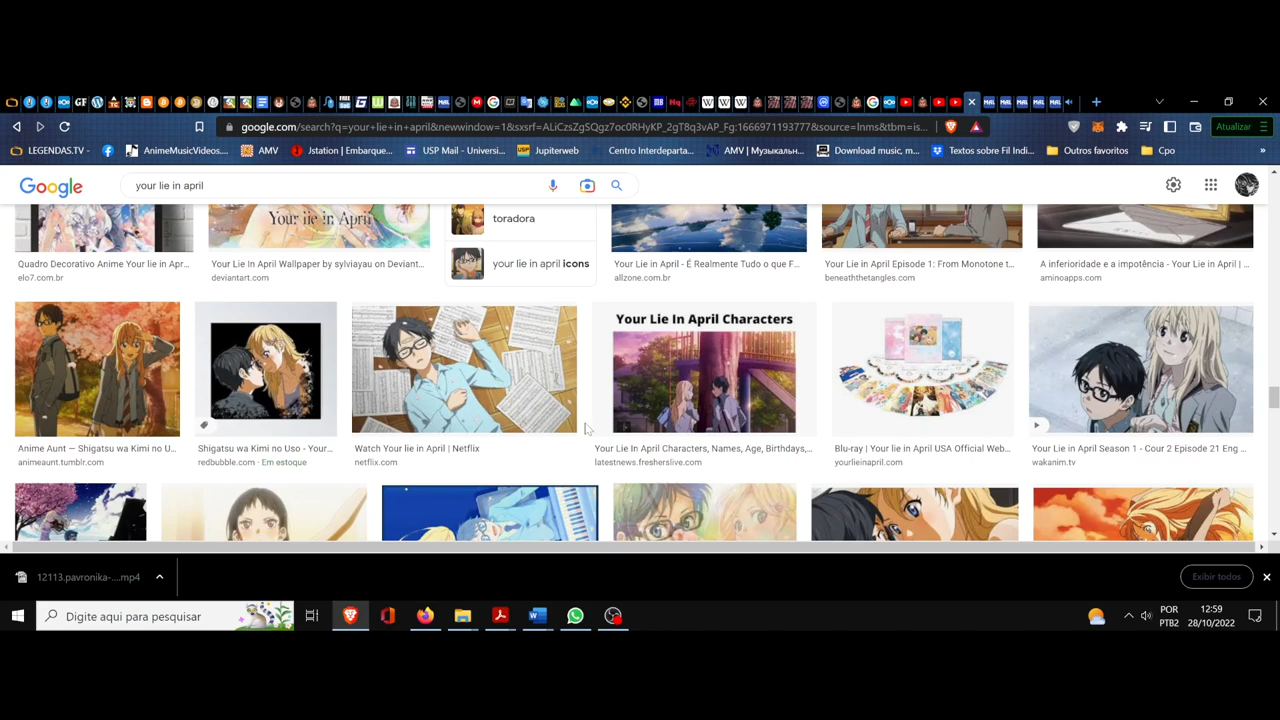 google.com/search?q=your+lie+in+april&newwindow=1&sxsrf=ALiCzsZgSQgz7oc0RHyKP_2gT8q3vAP_Fg:1666971193777&source=lnms&tbm=is...
Atualizar
LEGENDAS.TV
AnimeMusicVideos...
AMV
Jstation | Embarque...
USP Mail - Universi...
Jupiterweb
Centro Interdeparta...
AMV | Музыкальн...
Download music, m...
Textos sobre Fil Indi...
Outros favoritos
Cpo
Google
your lie in april
Your lie in April
toradora
your lie in april icons
Quadro Decorativo Anime Your lie in Apr...
elo7.com.br
Your Lie In April Wallpaper by sylviayau on Deviant...
deviantart.com
Your Lie In April - É Realmente Tudo o que F...
allzone.com.br
Your Lie in April Episode 1: From Monotone t...
beneaththetangles.com
A inferioridade e a impotência - Your Lie in April | ...
aminoapps.com
Your Lie In April Characters
Anime Aunt — Shigatsu wa Kimi no U...
animeaunt.tumblr.com
Shigatsu wa Kimi no Uso - Your...
redbubble.com · Em estoque
Watch Your lie in April | Netflix
netflix.com
Your Lie In April Characters, Names, Age, Birthdays,...
latestnews.fresherslive.com
Blu-ray | Your lie in April USA Official Web...
yourlieinapril.com
Your Lie in April Season 1 - Cour 2 Episode 21 Eng ...
wakanim.tv
12113.pavronika-....mp4
Exibir todos
Digite aqui para pesquisar
POR
PTB2
12:59
28/10/2022